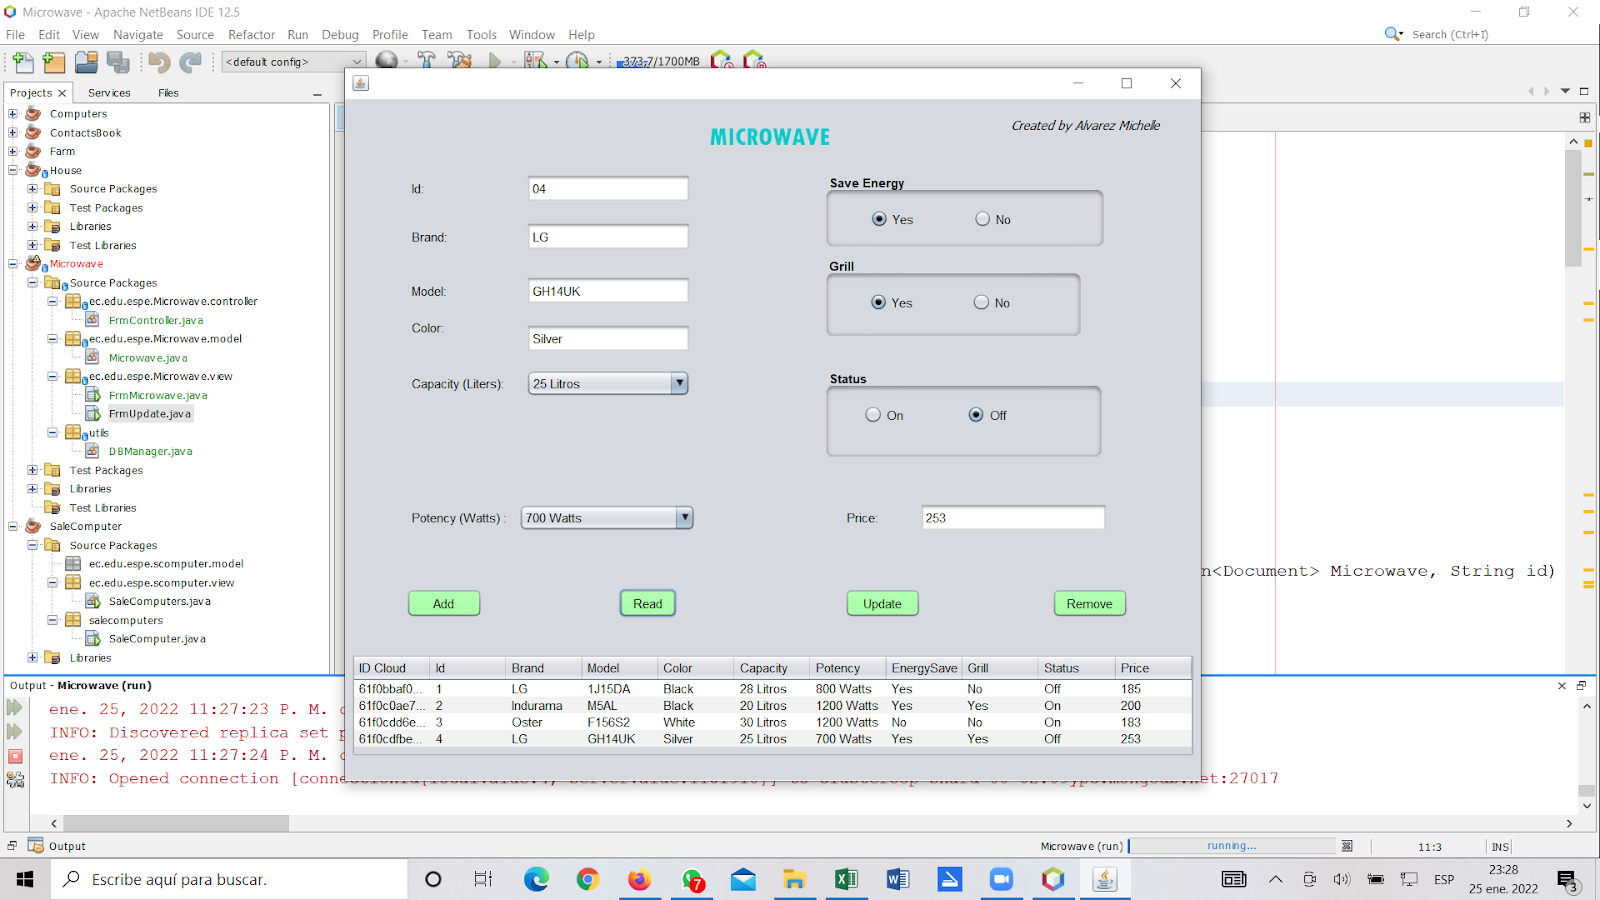 Microwave - Apache NetBeans IDE 12.5
File Edit View Navigate Source Refactor Run Debug Profile Team Tools Window Help
Search (Ctrl+I)
<default config>
373,7/1700MB
Projects Services Files
Computers
ContactsBook
Farm
House
Source Packages
Test Packages
Libraries
Test Libraries
Microwave
Source Packages
ec.edu.espe.Microwave.controller
FrmController.java
ec.edu.espe.Microwave.model
Microwave.java
ec.edu.espe.Microwave.view
FrmMicrowave.java
FrmUpdate.java
utils
DBManager.java
Test Packages
Libraries
Test Libraries
SaleComputer
Source Packages
ec.edu.espe.scomputer.model
ec.edu.espe.scomputer.view
SaleComputers.java
salecomputers
SaleComputer.java
Libraries
MICROWAVE
Created by Alvarez Michelle
Id: 04
Brand: LG
Model: GH14UK
Color: Silver
Capacity (Liters): 25 Litros
Potency (Watts) : 700 Watts
Save Energy
Yes No
Grill
Yes No
Status
On Off
Price: 253
Add Read Update Remove
ID Cloud Id Brand Model Color Capacity Potency EnergySave Grill Status Price
61f0bbaf0... 1 LG 1J15DA Black 28 Litros 800 Watts Yes No Off 185
61f0c0ae7... 2 Indurama M5AL Black 20 Litros 1200 Watts Yes Yes On 200
61f0cdd6e... 3 Oster F156S2 White 30 Litros 1200 Watts No No On 183
61f0cdfbe... 4 LG GH14UK Silver 25 Litros 700 Watts Yes Yes Off 253
n<Document> Microwave, String id)
Output - Microwave (run)
ene. 25, 2022 11:27:23 P. M.
INFO: Discovered replica set
ene. 25, 2022 11:27:24 P. M.
INFO: Opened connection
:27017
Output
Microwave (run) running... 11:3 INS
Escribe aquí para buscar.
7
ESP
23:28
25 ene. 2022
3